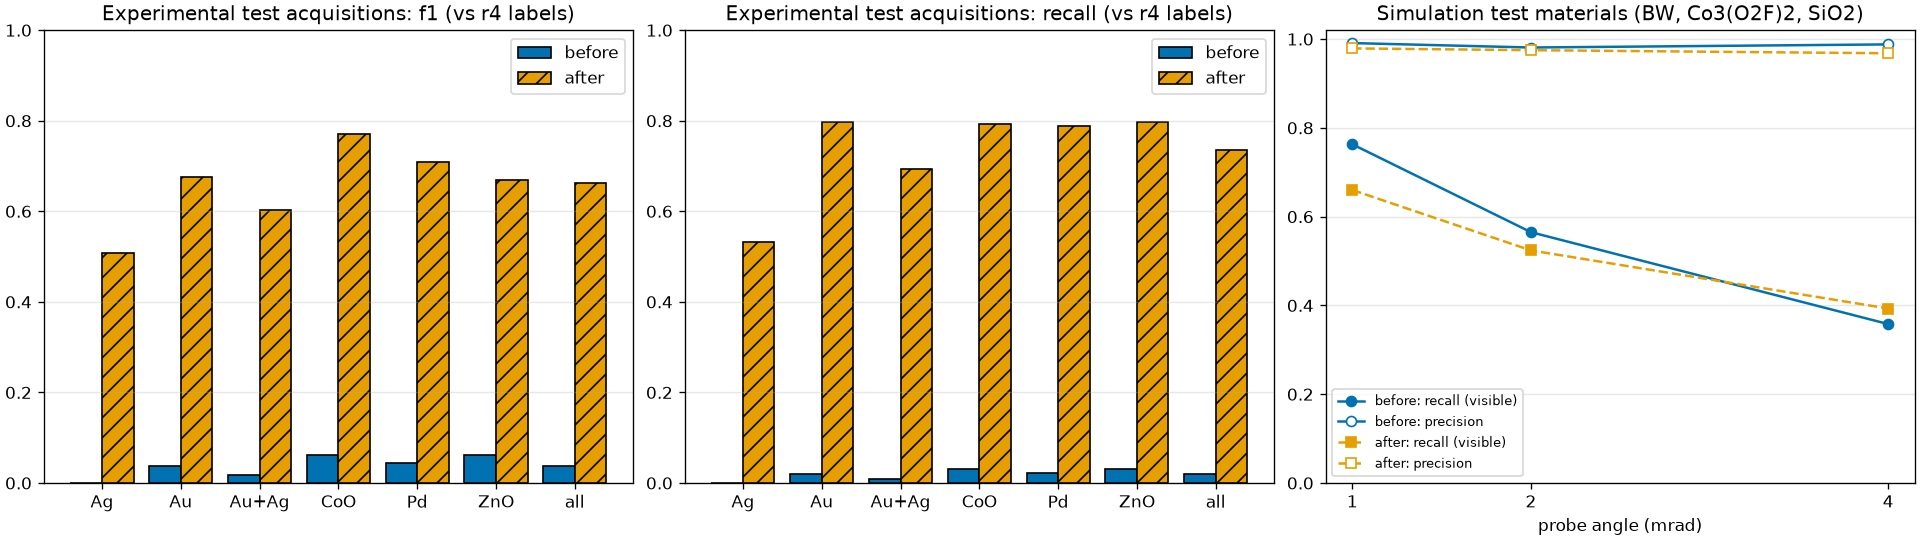 Experimental test acquisitions: f1 (vs r4 labels)
1.0
0.8
0.6
0.4
0.2
0.0
before
after
Ag
Au
Au+Ag
CoO
Pd
ZnO
all
Experimental test acquisitions: recall (vs r4 labels)
1.0
0.8
0.6
0.4
0.2
0.0
before
after
Ag
Au
Au+Ag
CoO
Pd
ZnO
all
Simulation test materials (BW, Co3(O2F)2, SiO2)
1.0
0.8
0.6
0.4
0.2
0.0
before: recall (visible)
before: precision
after: recall (visible)
after: precision
1
2
4
probe angle (mrad)